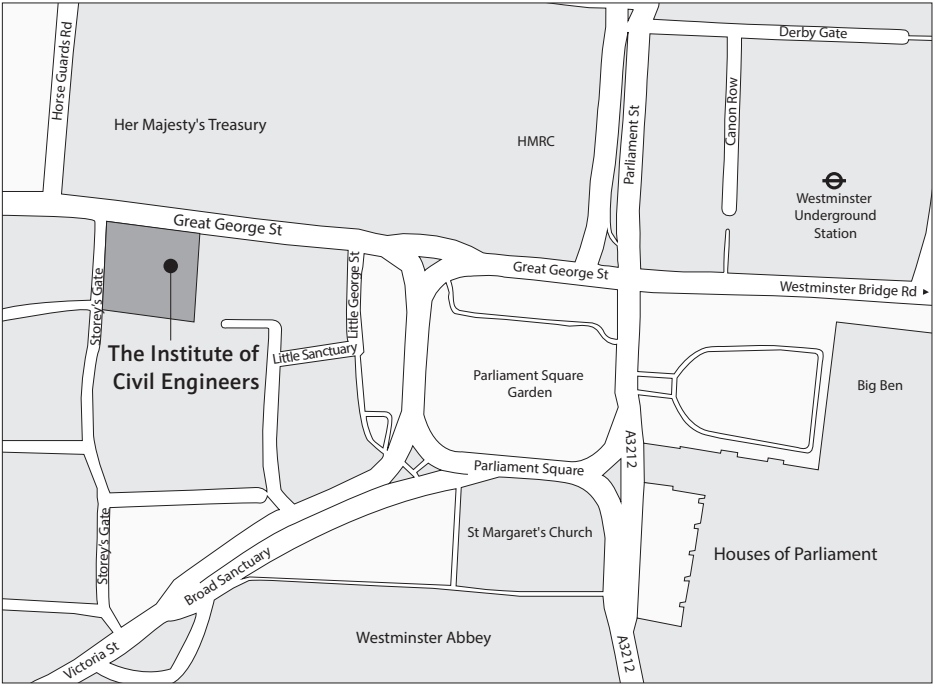 Horse Guards Rd
Derby Gate
Her Majesty's Treasury
HMRC
Parliament St
Canon Row
Westminster
Underground
Station
Great George St
Great George St
Westminster Bridge Rd
Storey's Gate
Little George St
The Institute of
Civil Engineers
Little Sanctuary
Parliament Square
Garden
Big Ben
A3212
Parliament Square
Storey's Gate
St Margaret's Church
Houses of Parliament
Broad Sanctuary
Westminster Abbey
Victoria St
A3212